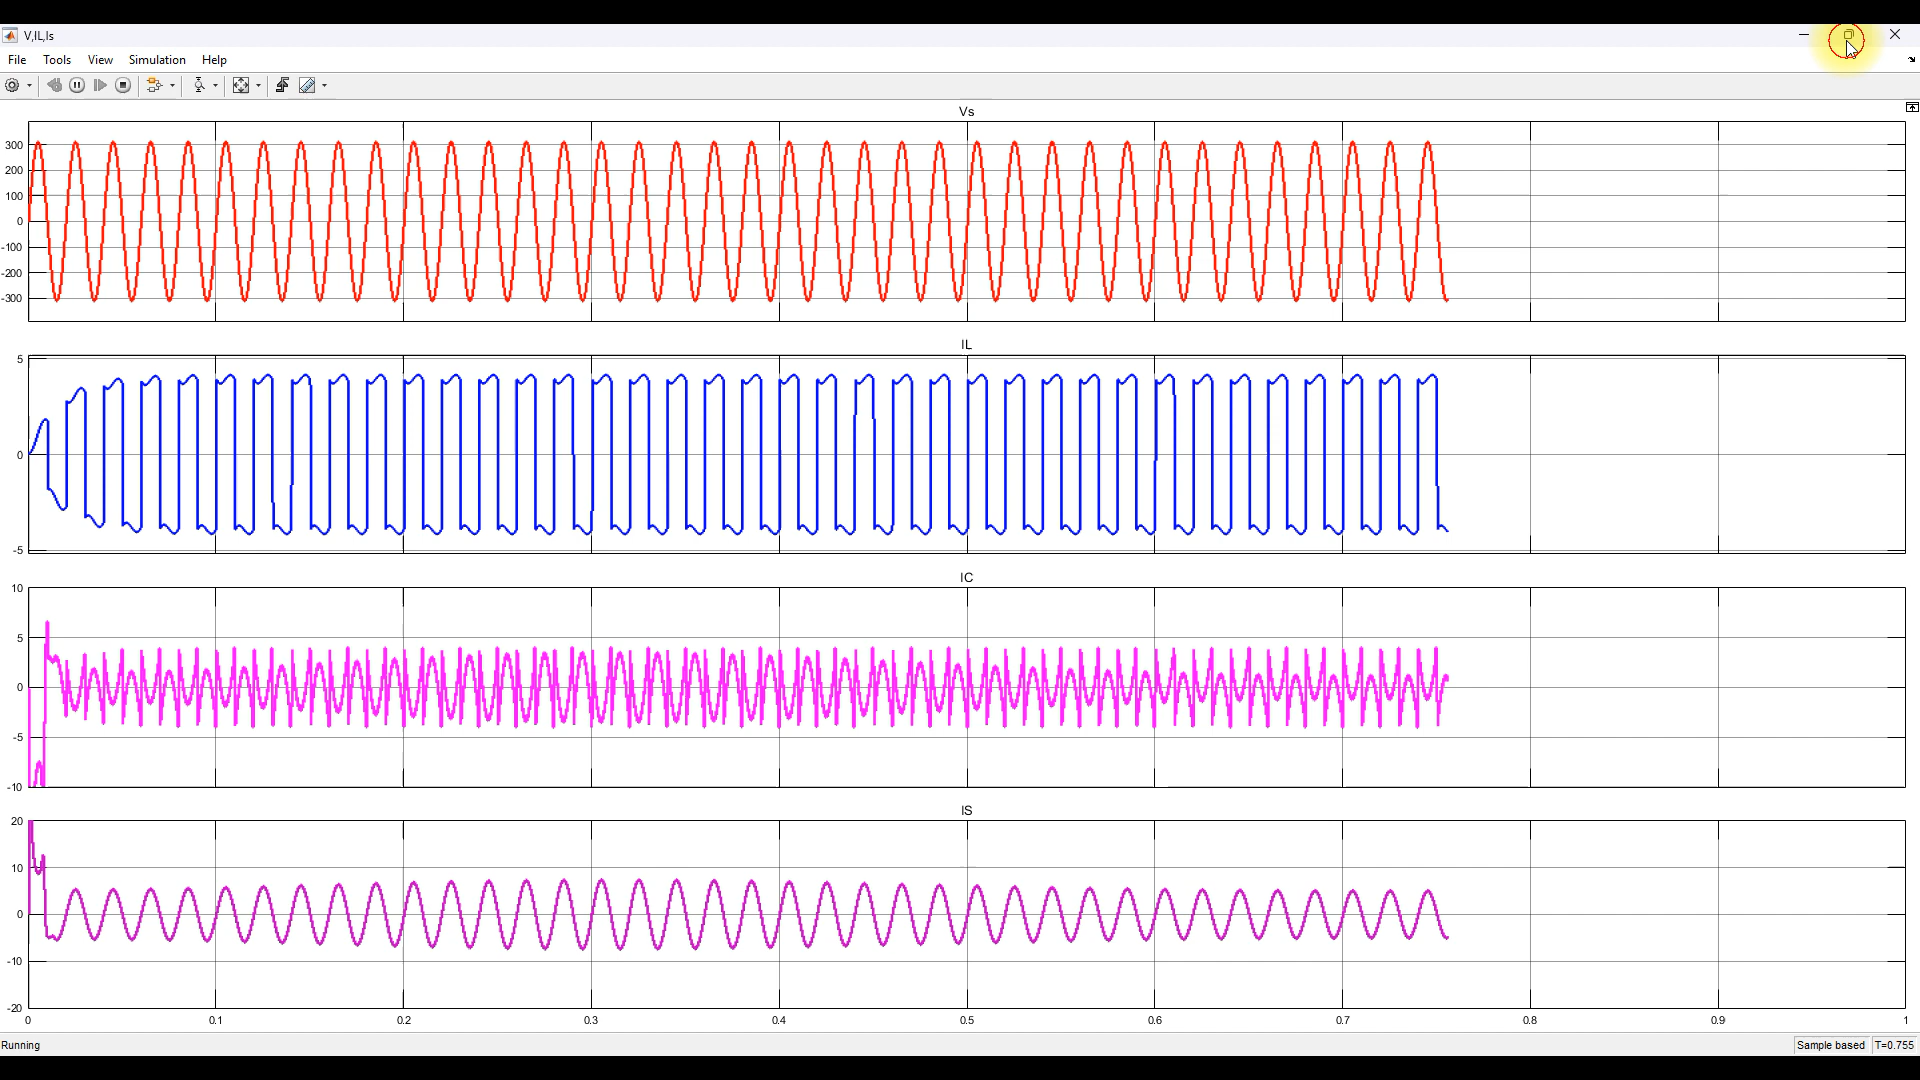 V,IL,Is
File Tools View Simulation Help
Vs
300
200
100
0
-100
-200
-300
IL
5
0
-5
IC
10
5
0
-5
-10
IS
20
10
0
-10
-20
0 0.1 0.2 0.3 0.4 0.5 0.6 0.7 0.8 0.9 1
Running
Sample based T=0.755